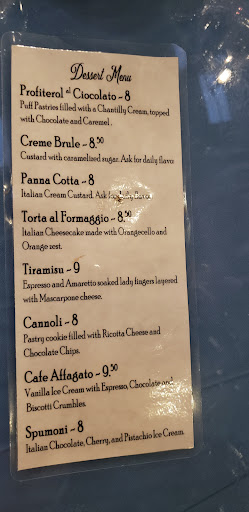 Dessert Menu
Profiterol al Ciocolato - 8
Puff Pastries filled with a Chantilly Cream, topped
with Chocolate and Caramel .
Creme Brule - 8.50
Custard with caramelized sugar. Ask for daily flavor
Panna Cotta - 8
Italian Cream Custard. Ask for daily flavor.
Torta al Formaggio - 8.50
Italian Cheesecake made with Orangecello and
Orange zest.
Tiramisu - 9
Espresso and Amaretto soaked lady fingers layered
with Mascarpone cheese.
Cannoli - 8
Pastry cookie filled with Ricotta Cheese and
Chocolate Chips.
Cafe Affagato - 9.50
Vanilla Ice Cream with Espresso, Chocolate and
Biscotti Crumbles.
Spumoni - 8
Italian Chocolate, Cherry, and Pistachio Ice Cream